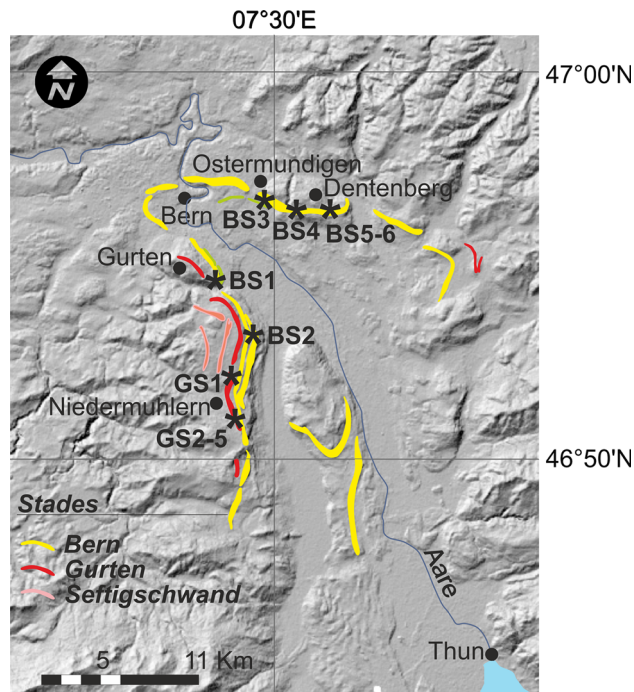 07°30'E
47°00'N
N
Ostermundigen
Dentenberg
Bern
BS3
BS4
BS5-6
Gurten
BS1
BS2
GS1
Niedermuhlern
GS2-5
46°50'N
Stades
Bern
Gurten
Seftigschwand
Aare
Thun
5
11 Km